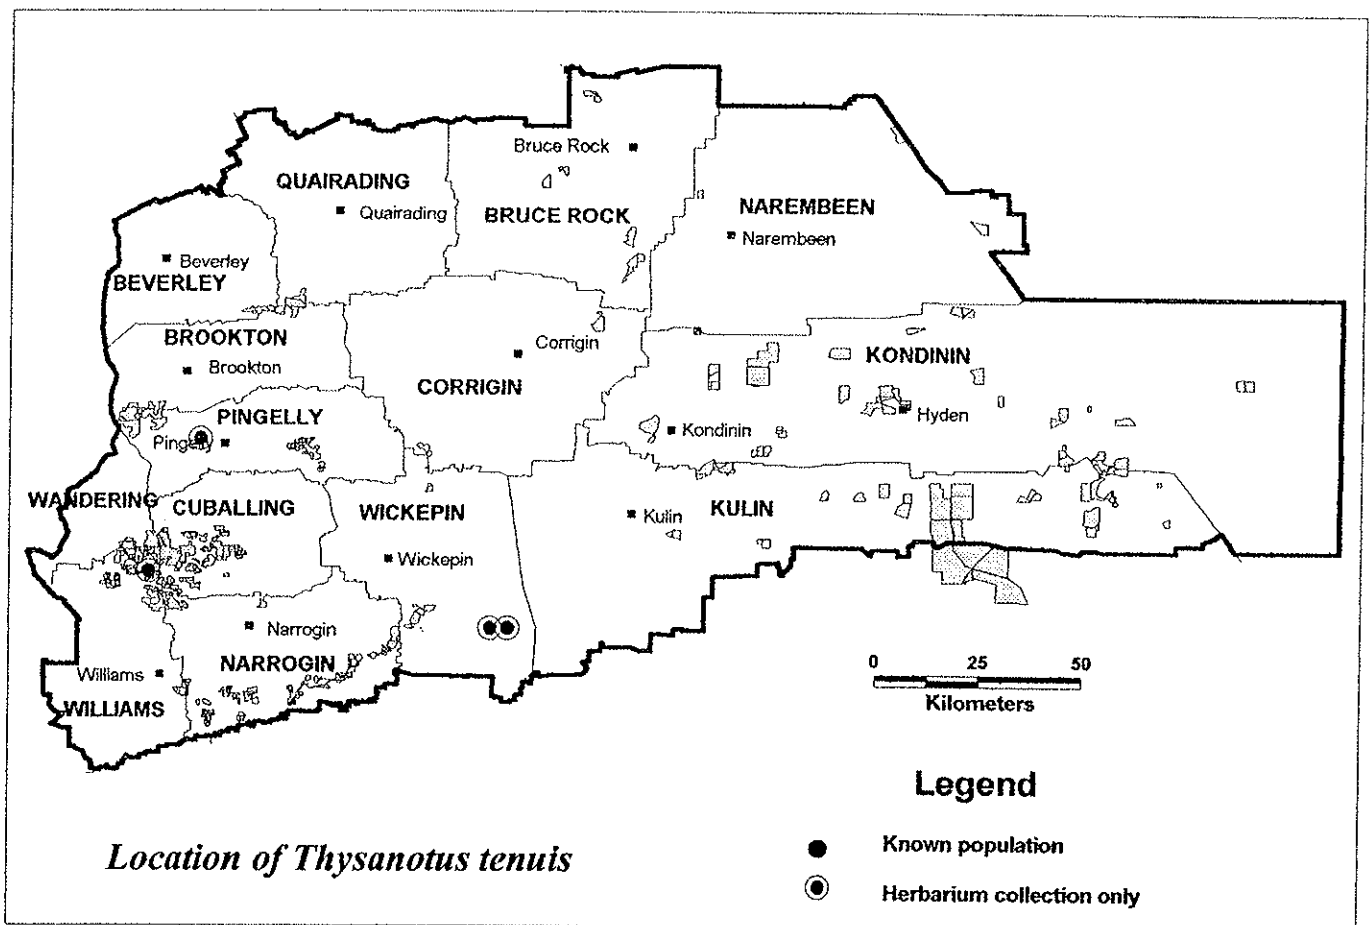 Bruce Rock
QUAIRADING
Quairading
BRUCE ROCK
NAREMBEEN
Narembeen
Beverley
BEVERLEY
BROOKTON
Brookton
Corrigin
CORRIGIN
KONDININ
Hyden
PINGELLY
Pingelly
Kondinin
WANDERING
CUBALLING
WICKEPIN
Wickepin
Kulin
KULIN
Narrogin
NARROGIN
Williams
WILLIAMS
0 25 50
Kilometers
Legend
Known population
Herbarium collection only
Location of Thysanotus tenuis